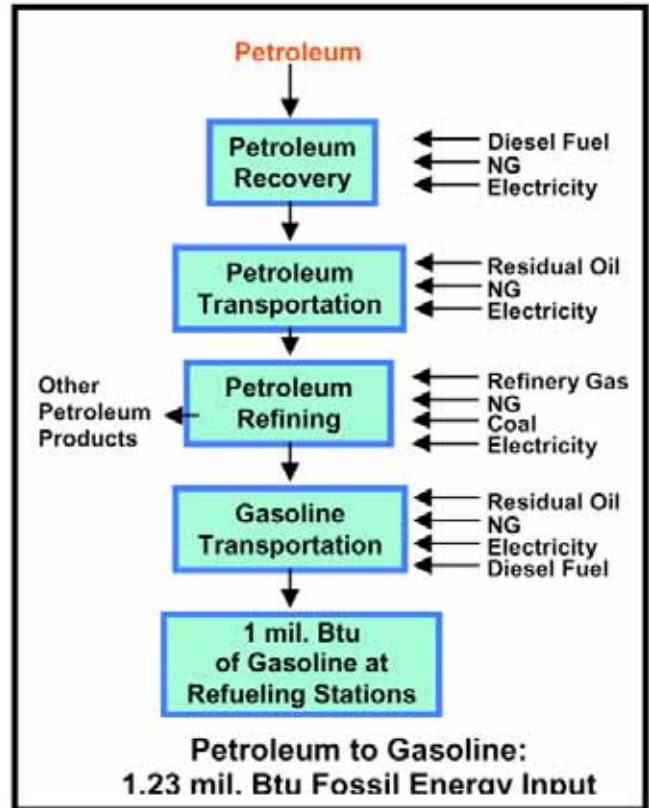 Petroleum
Petroleum
Recovery
Diesel Fuel
NG
Electricity
Petroleum
Transportation
Residual Oil
NG
Electricity
Other
Petroleum
Products
Petroleum
Refining
Refinery Gas
NG
Coal
Electricity
Gasoline
Transportation
Residual Oil
NG
Electricity
Diesel Fuel
1 mil. Btu
of Gasoline at
Refueling Stations
Petroleum to Gasoline:
1.23 mil. Btu Fossil Energy Input